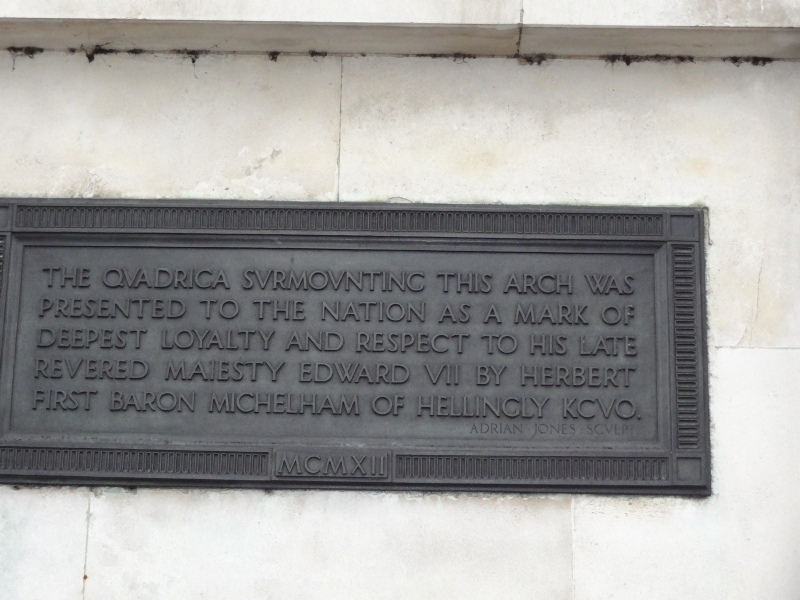 THE QVADRIGA SVRMOVNTING THIS ARCH WAS
PRESENTED TO THE NATION AS A MARK OF
DEEPEST LOYALTY AND RESPECT TO HIS LATE
REVERED MAIESTY EDWARD VII BY HERBERT
FIRST BARON MICHELHAM OF HELLINGLY KCVO.
ADRIAN · JONES · SCVLPT
MCMXII